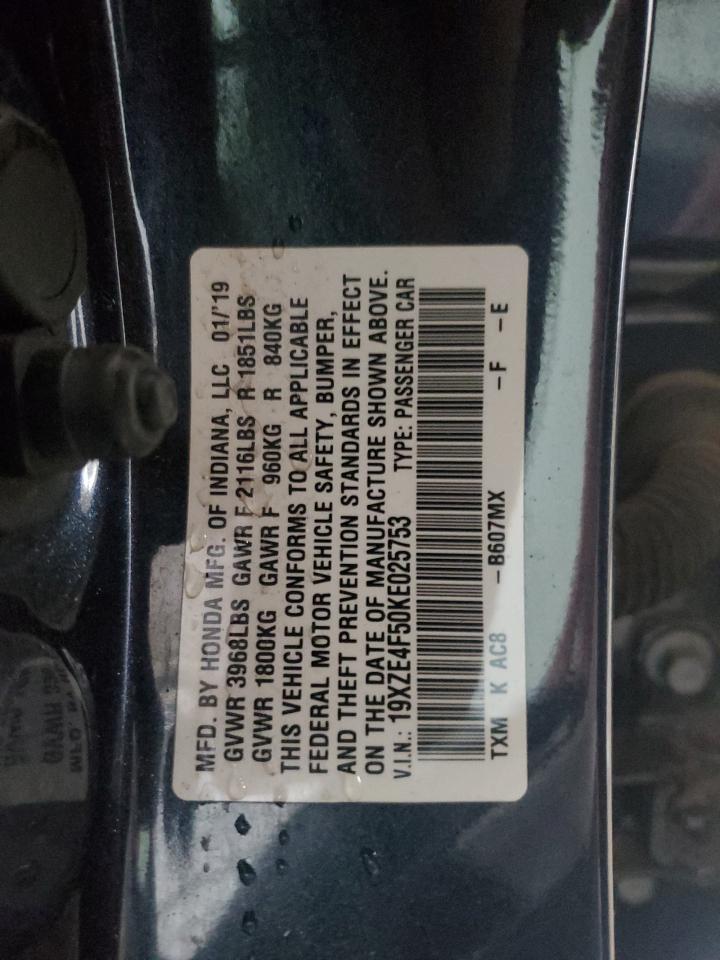 MFD. BY HONDA MFG. OF INDIANA, LLC 01/'19
GVWR 3968LBS GAWR F 2116LBS R 1851LBS
GVWR 1800KG GAWR F 960KG R 840KG
THIS VEHICLE CONFORMS TO ALL APPLICABLE
FEDERAL MOTOR VEHICLE SAFETY, BUMPER,
AND THEFT PREVENTION STANDARDS IN EFFECT
ON THE DATE OF MANUFACTURE SHOWN ABOVE.
V.I.N.: 19XZE4F50KE025753 TYPE: PASSENGER CAR
TXM K AC8 – B607MX – F – E